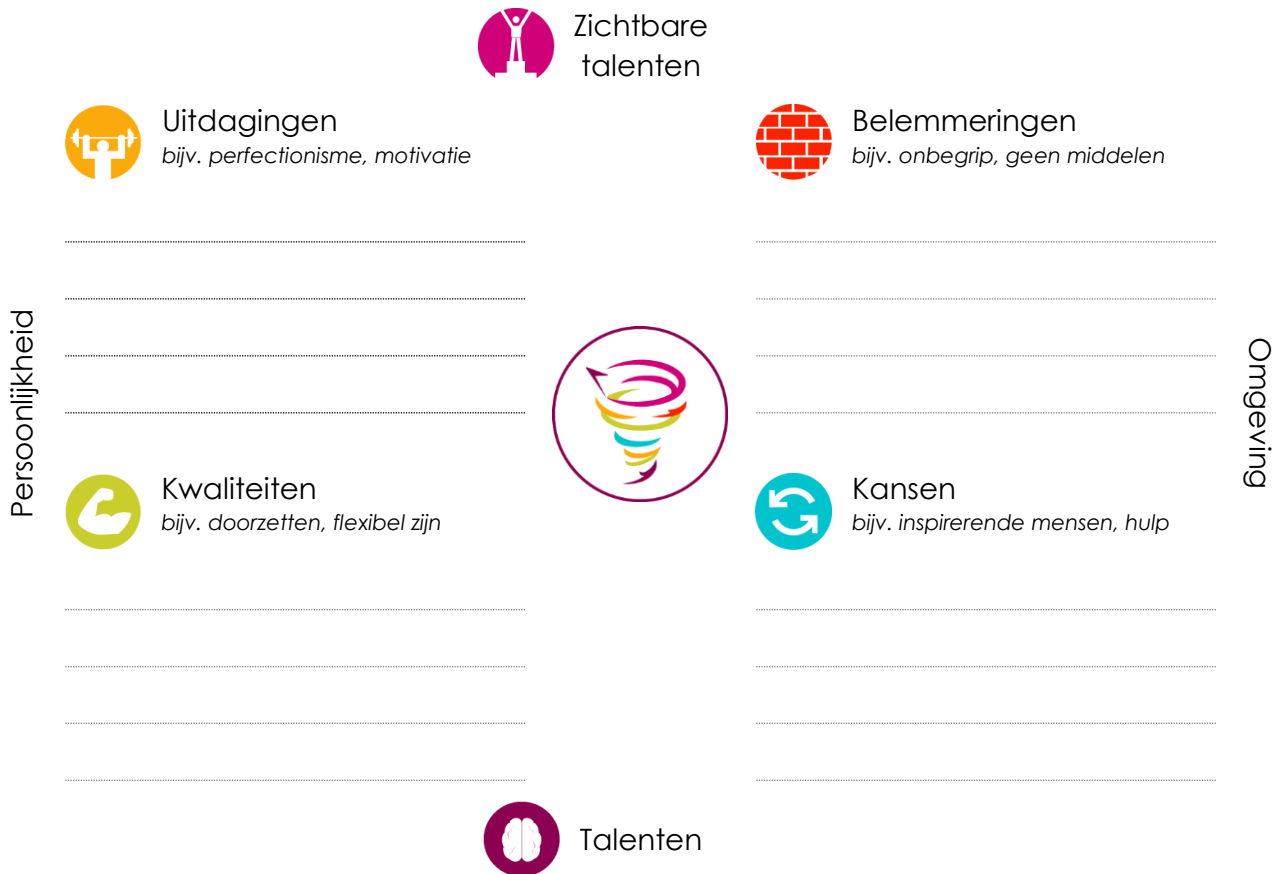 Zichtbare
talenten
Uitdagingen
bijv. perfectionisme, motivatie
Belemmeringen
bijv. onbegrip, geen middelen
Persoonlijkheid
Omgeving
Kwaliteiten
bijv. doorzetten, flexibel zijn
Kansen
bijv. inspirerende mensen, hulp
Talenten